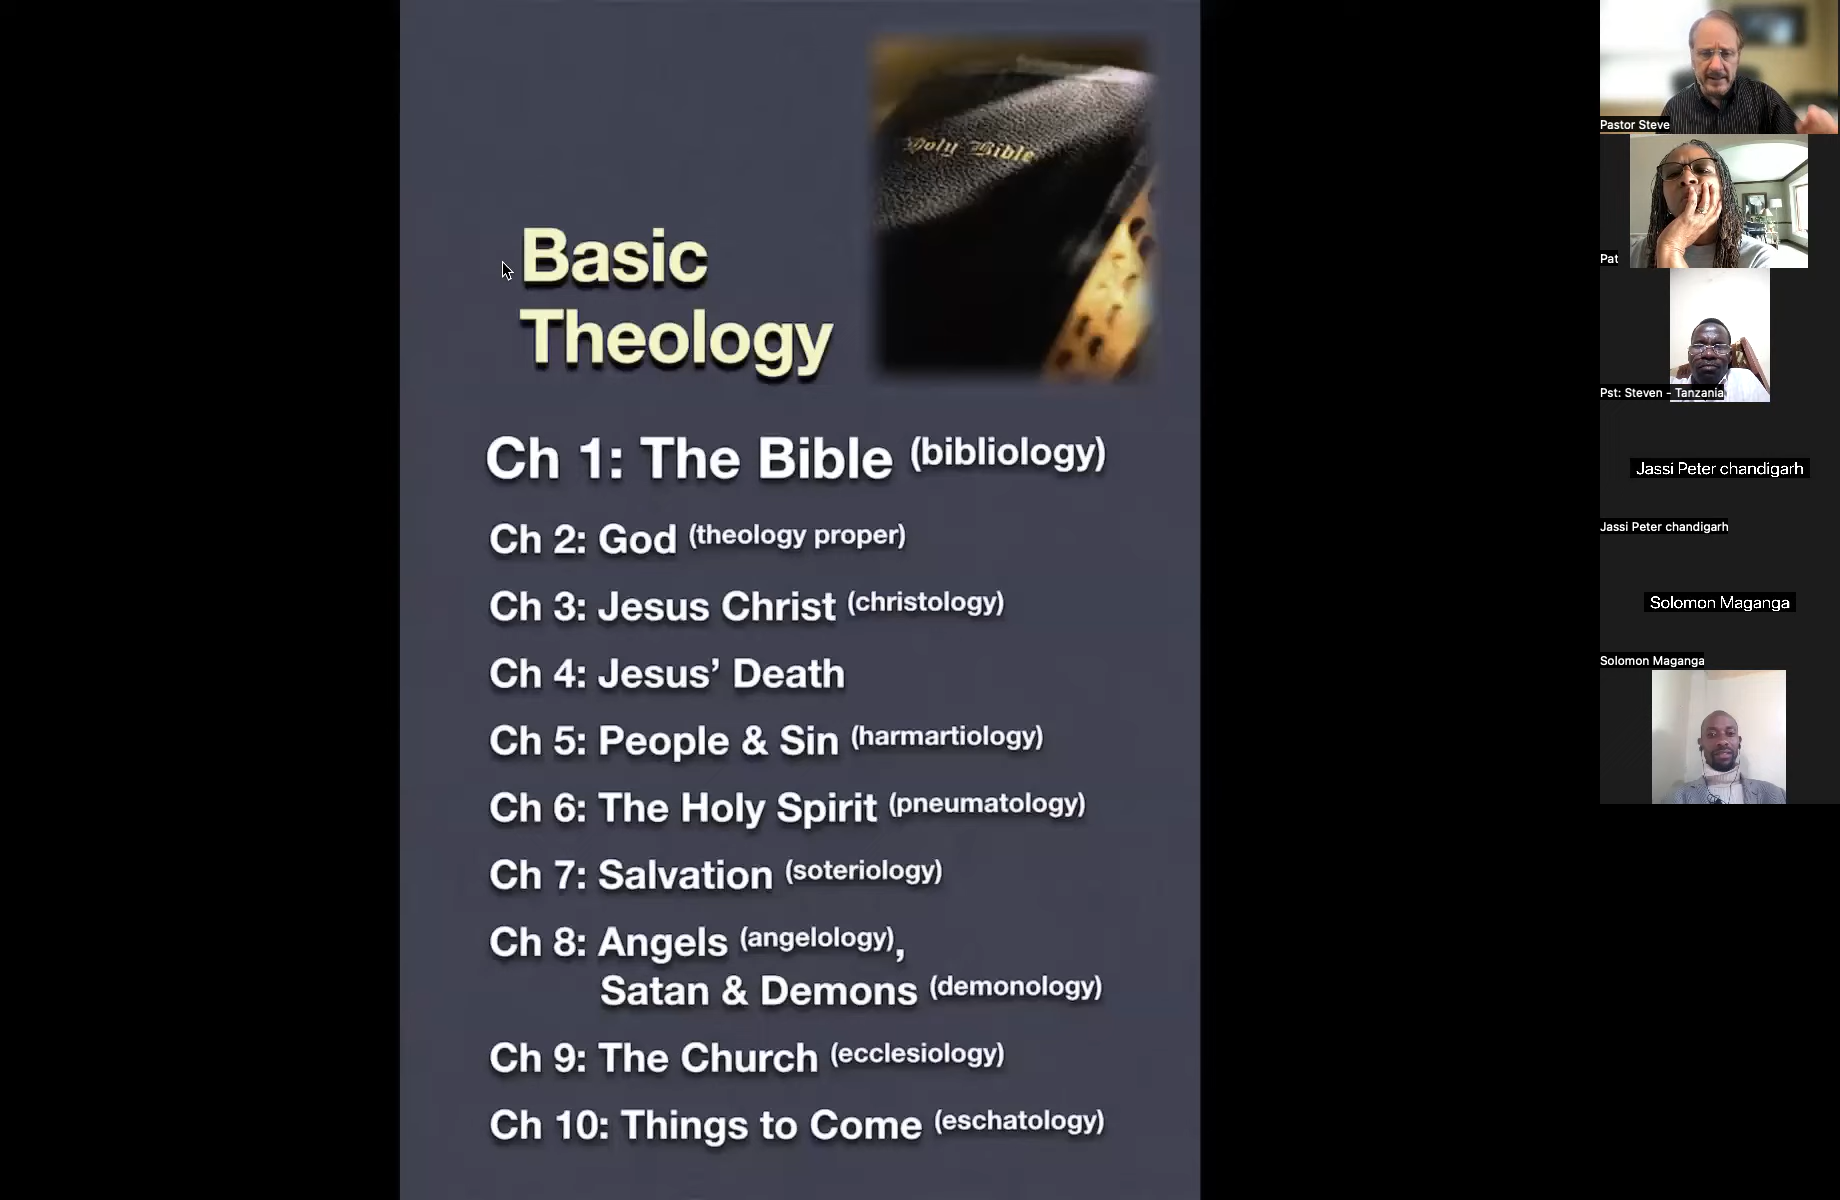 Holy Bible
Basic
Theology
Ch 1: The Bible (bibliology)
Ch 2: God (theology proper)
Ch 3: Jesus Christ (christology)
Ch 4: Jesus’ Death
Ch 5: People & Sin (harmartiology)
Ch 6: The Holy Spirit (pneumatology)
Ch 7: Salvation (soteriology)
Ch 8: Angels (angelology),
Satan & Demons (demonology)
Ch 9: The Church (ecclesiology)
Ch 10: Things to Come (eschatology)
Pastor Steve
Pat
Pst: Steven - Tanzania
Jassi Peter chandigarh
Jassi Peter chandigarh
Solomon Maganga
Solomon Maganga